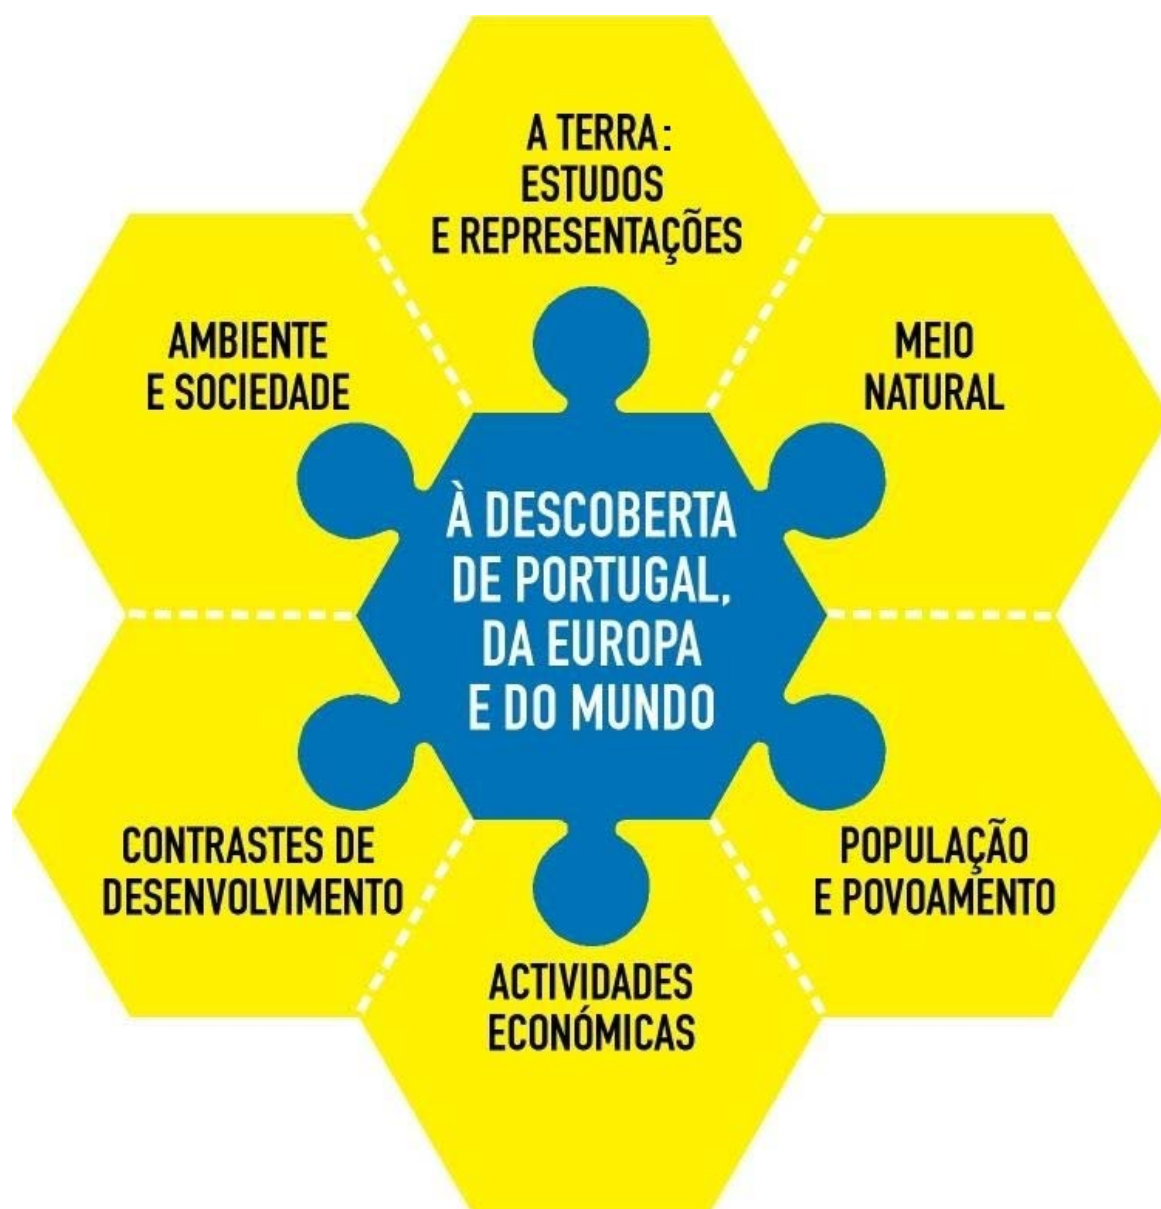 A TERRA:
ESTUDOS
E REPRESENTAÇÕES
AMBIENTE
E SOCIEDADE
MEIO
NATURAL
À DESCOBERTA
DE PORTUGAL,
DA EUROPA
E DO MUNDO
CONTRASTES DE
DESENVOLVIMENTO
POPULAÇÃO
E POVOAMENTO
ACTIVIDADES
ECONÓMICAS